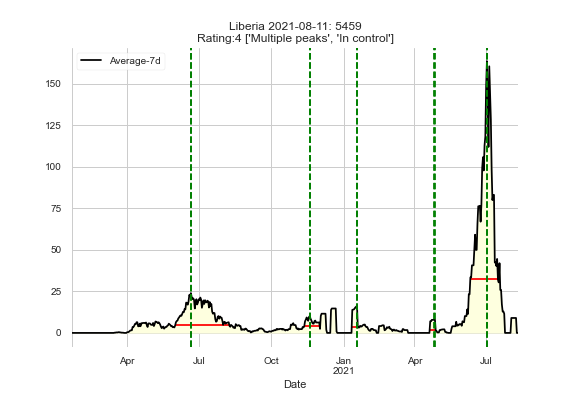 Liberia 2021-08-11: 5459
Rating:4 ['Multiple peaks', 'In control']
Average-7d
150
125
100
75
50
25
0
Apr
Jul
Oct
Jan
2021
Apr
Jul
Date